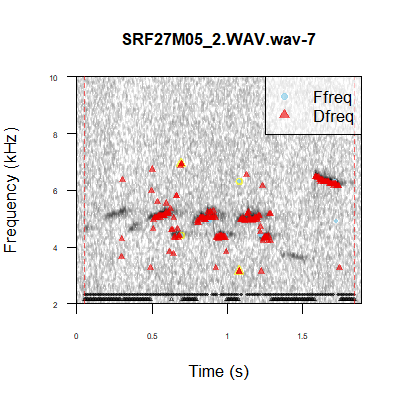 SRF27M05_2.WAV.wav-7
Ffreq
Dfreq
Frequency (kHz)
10
8
6
4
2
0
0.5
1
1.5
Time (s)